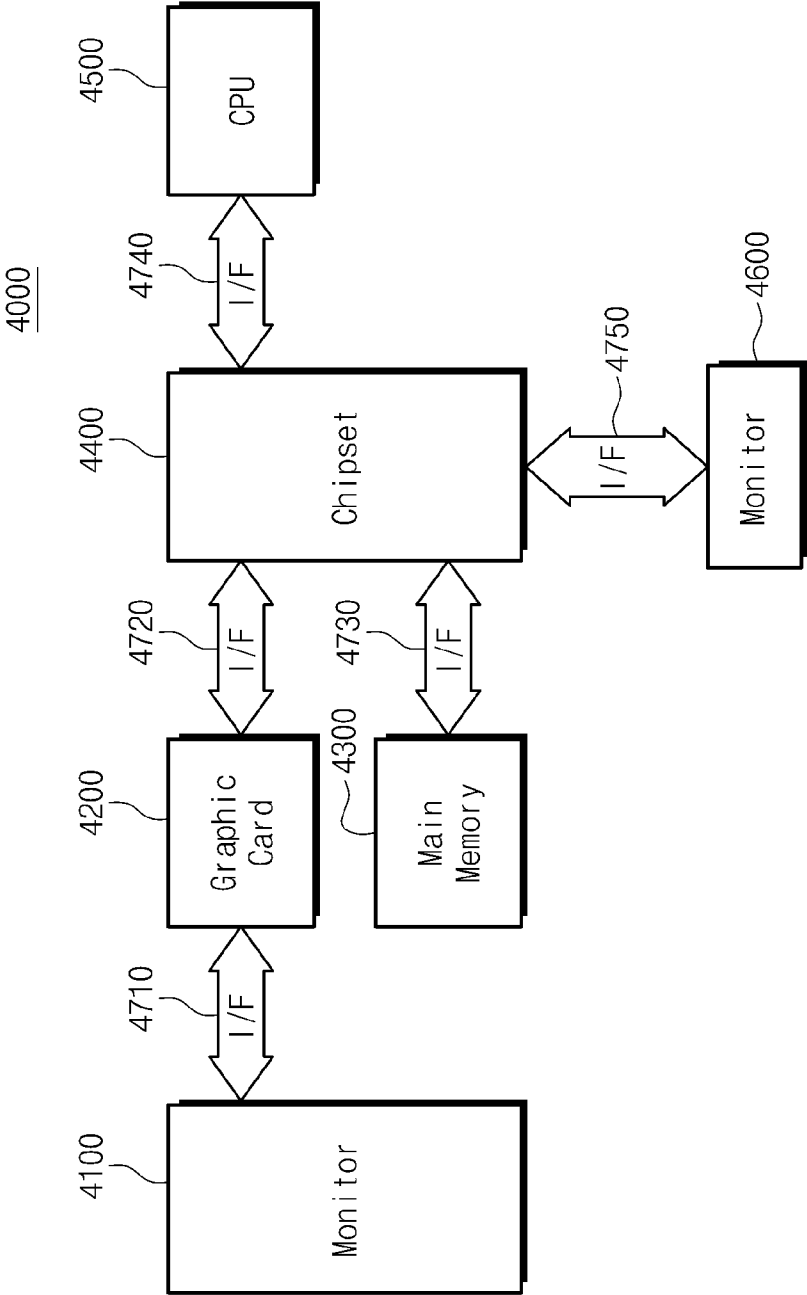 4000
4100
Monitor
4710
I/F
4200
Graphic
Card
4720
I/F
4300
Main
Memory
4730
I/F
4400
Chipset
4740
I/F
4500
CPU
4750
I/F
4600
Monitor